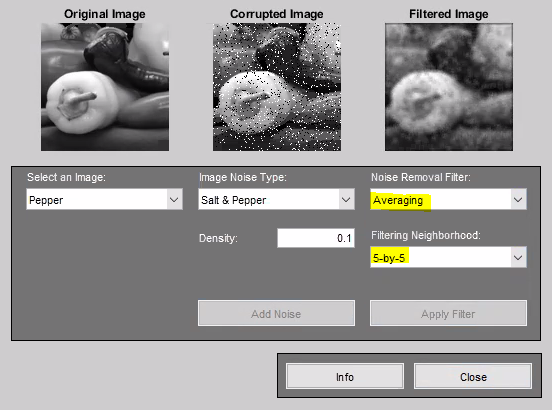 Original Image
Corrupted Image
Filtered Image
Select an Image:
Image Noise Type:
Noise Removal Filter:
Pepper
Salt & Pepper
Averaging
Density:
0.1
Filtering Neighborhood:
5-by-5
Add Noise
Apply Filter
Info
Close